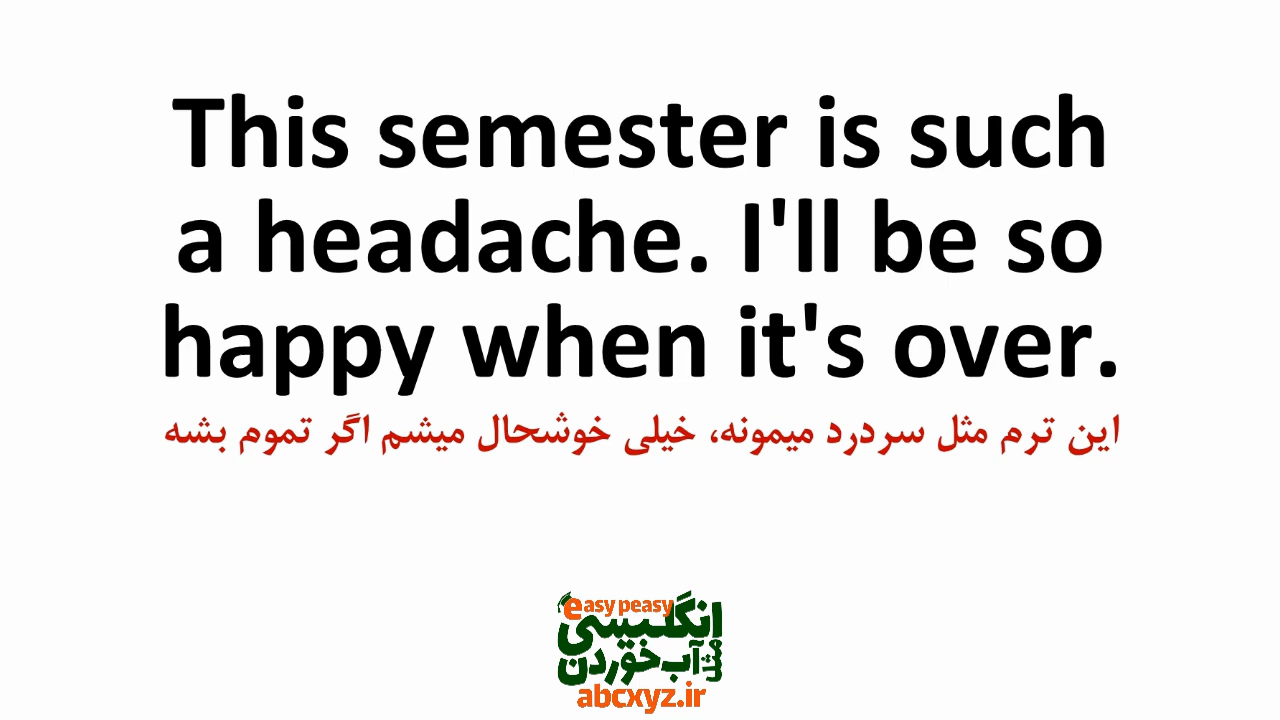 This semester is such
a headache. I'll be so
happy when it's over.
این ترم مثل سردرد میمونه، خیلی خوشحال میشم اگر تموم بشه
easy peasy
انگلیسی
مثل آب خوردن
abcxyz.ir